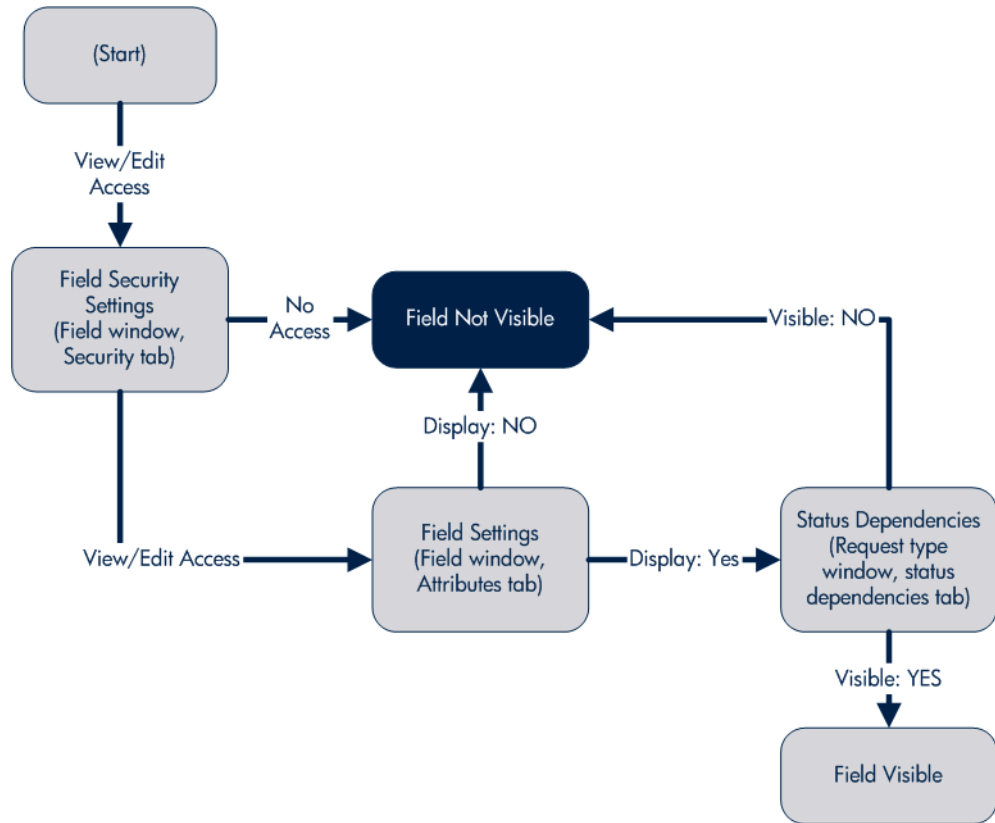 (Start)
View/Edit
Access
Field Security
Settings
(Field window,
Security tab)
No
Access
Field Not Visible
Visible: NO
Display: NO
View/Edit Access
Field Settings
(Field window,
Attributes tab)
Display: Yes
Status Dependencies
(Request type
window, status
dependencies tab)
Visible: YES
Field Visible